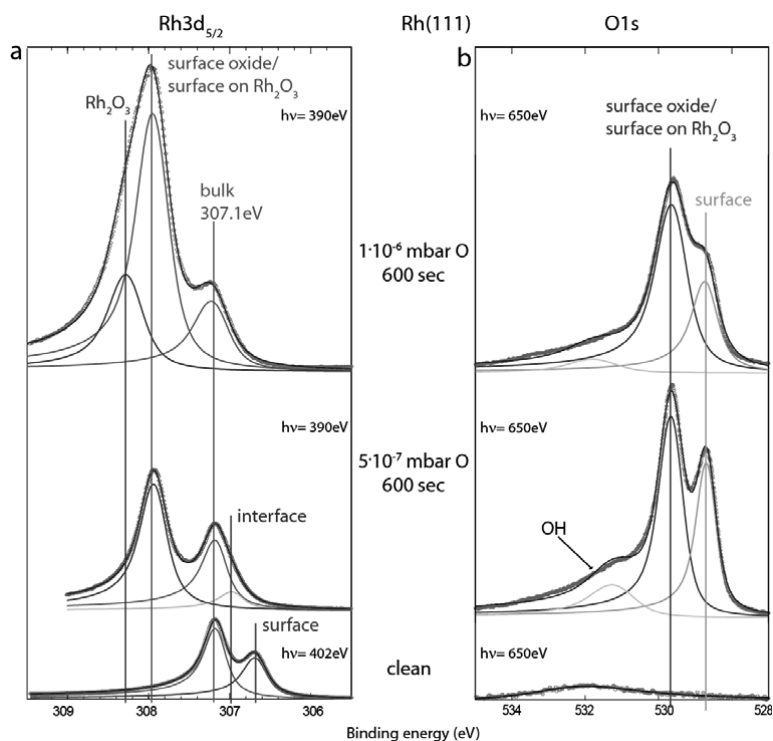 Rh3d5/2 Rh(111) O1s
a
surface oxide/
surface on Rh2O3
Rh2O3
hν= 390eV
bulk
307.1eV
b
hν= 650eV
surface oxide/
surface on Rh2O3
surface
1·10-6 mbar O
600 sec
hν= 390eV
interface
5·10-7 mbar O
600 sec
hν= 650eV
OH
surface
hν= 402eV
clean
hν= 650eV
309 308 307 306
534 532 530 528
Binding energy (eV)